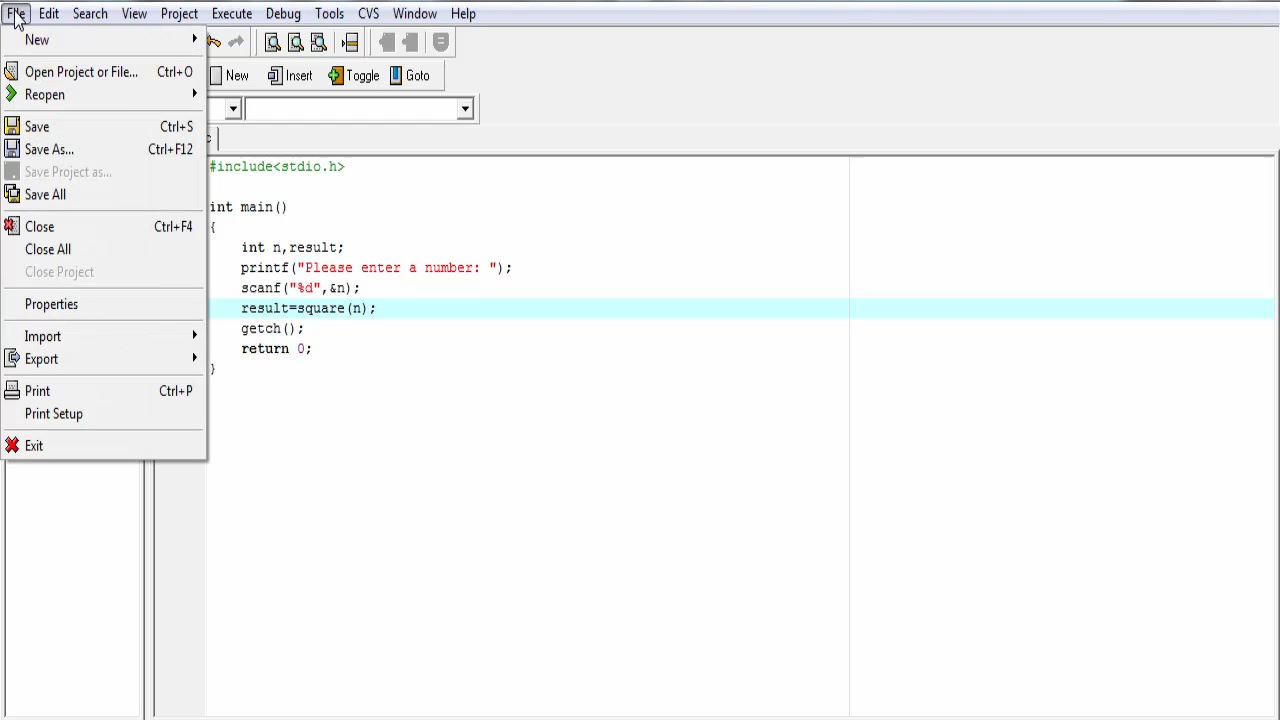 File Edit Search View Project Execute Debug Tools CVS Window Help
New
Open Project or File... Ctrl+O
Reopen
Save Ctrl+S
Save As... Ctrl+F12
Save Project as...
Save All
Close Ctrl+F4
Close All
Close Project
Properties
Import
Export
Print Ctrl+P
Print Setup
Exit
New Insert Toggle Goto
c
#include<stdio.h>
int main()
{
int n,result;
printf("Please enter a number: ");
scanf("%d",&n);
result=square(n);
getch();
return 0;
}